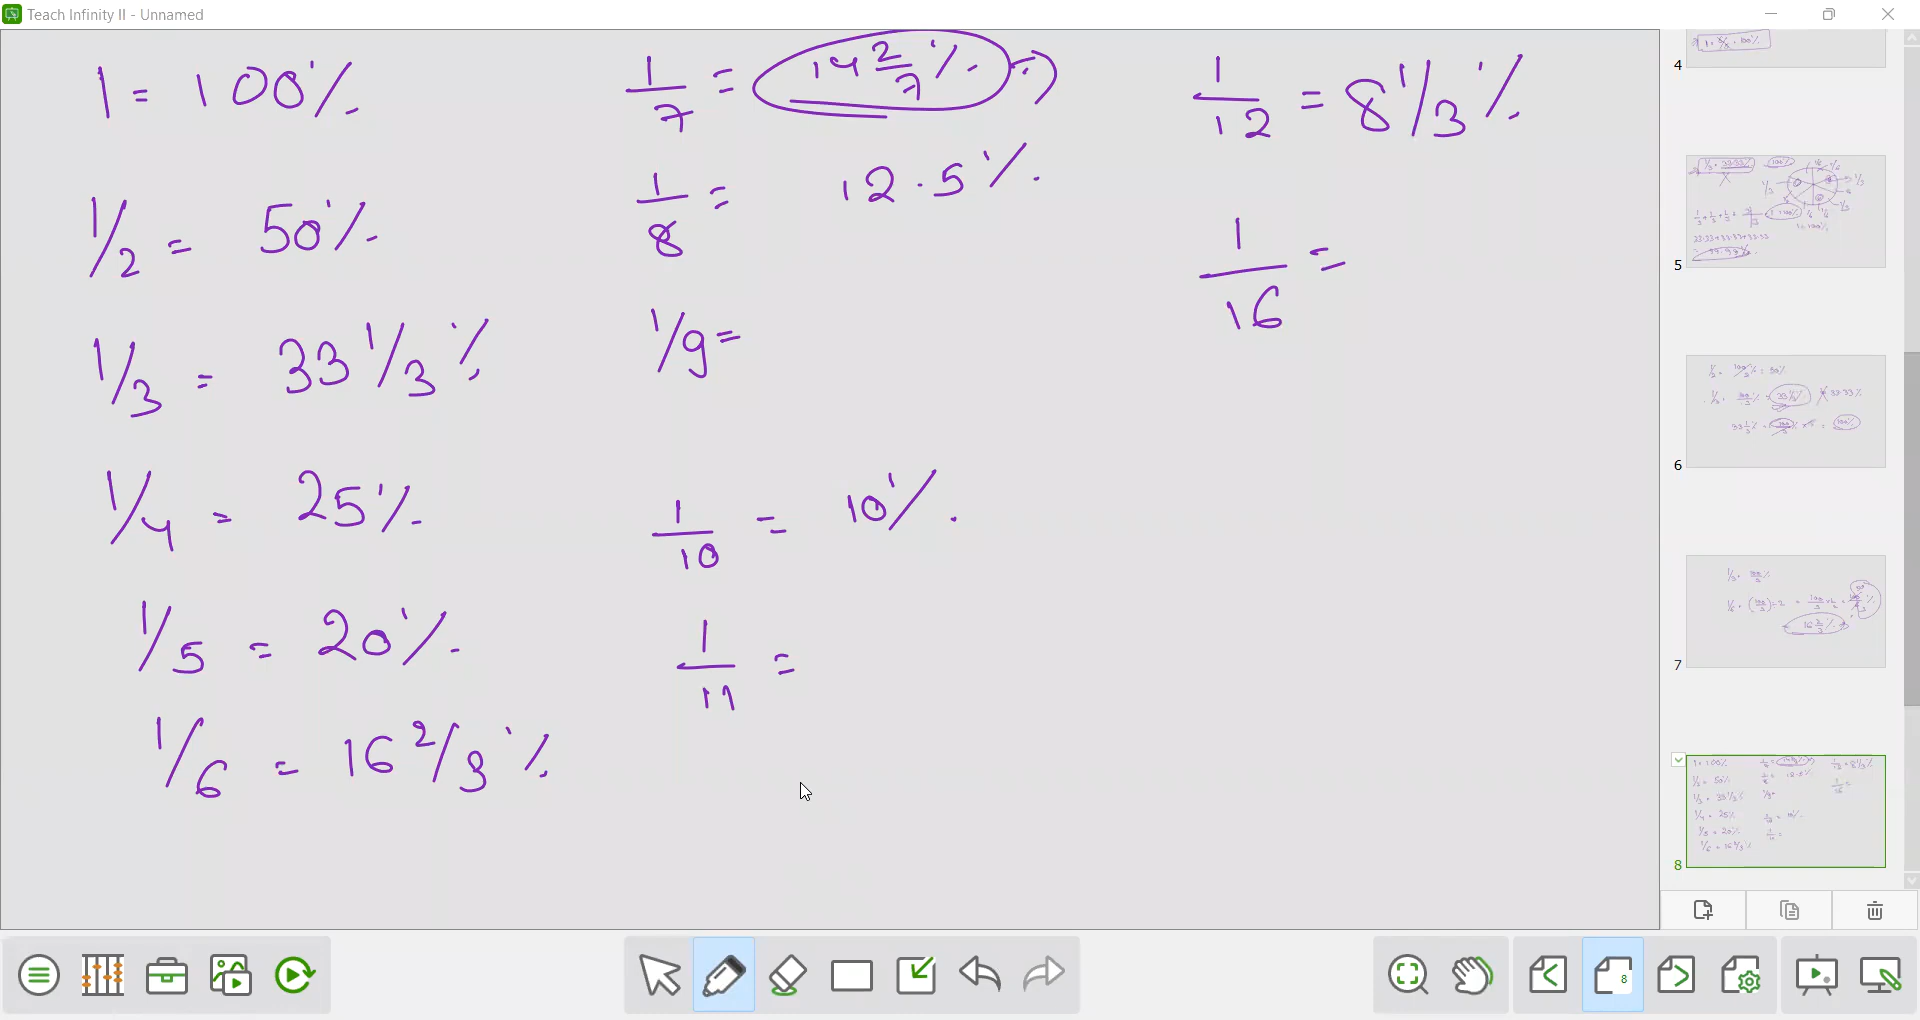 Teach Infinity II - Unnamed
1 = 100%
1/2 = 50%
1/3 = 33 1/3 %
1/4 = 25%
1/5 = 20%
1/6 = 16 2/3 %
1/7 = 14 2/7 % :)
1/8 = 12.5%
1/9 =
1/10 = 10%
1/11 =
1/12 = 8 1/3 %
1/16 =
4
5
6
7
8
8